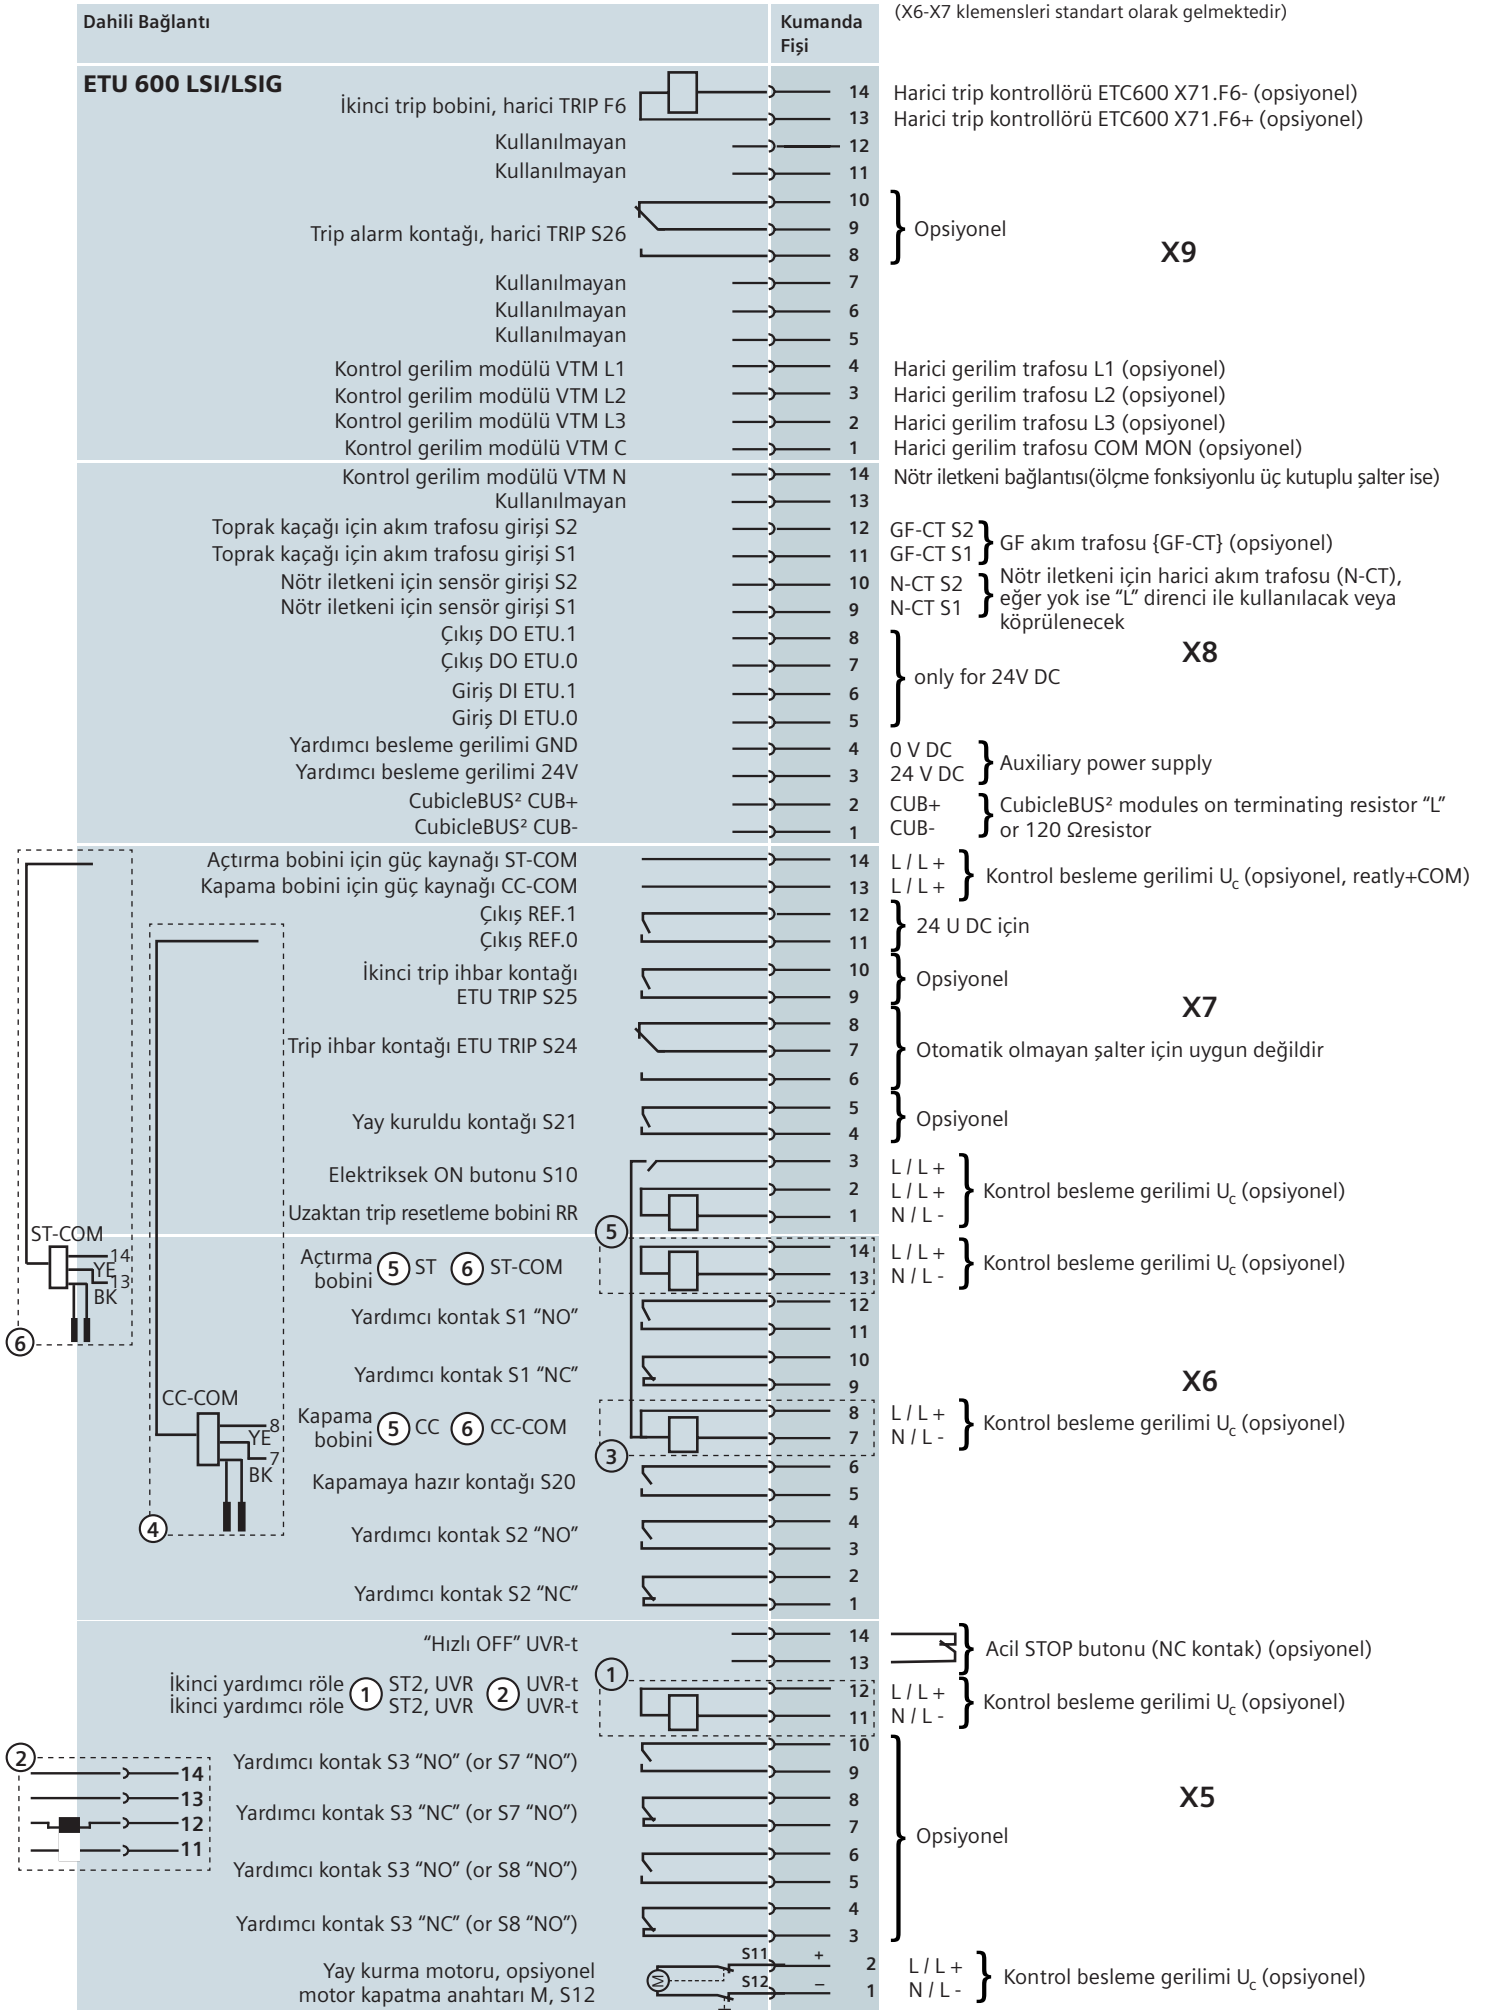 Dahili Bağlantı
Kumanda
Fişi
(X6-X7 klemensleri standart olarak gelmektedir)
ETU 600 LSI/LSIG
İkinci trip bobini, harici TRIP F6
14 Harici trip kontrollörü ETC600 X71.F6- (opsiyonel)
13 Harici trip kontrollörü ETC600 X71.F6+ (opsiyonel)
Kullanılmayan 12
Kullanılmayan 11
10
Trip alarm kontağı, harici TRIP S26 9 Opsiyonel
8
X9
Kullanılmayan 7
Kullanılmayan 6
Kullanılmayan 5
Kontrol gerilim modülü VTM L1 4 Harici gerilim trafosu L1 (opsiyonel)
Kontrol gerilim modülü VTM L2 3 Harici gerilim trafosu L2 (opsiyonel)
Kontrol gerilim modülü VTM L3 2 Harici gerilim trafosu L3 (opsiyonel)
Kontrol gerilim modülü VTM C 1 Harici gerilim trafosu COM MON (opsiyonel)
Kontrol gerilim modülü VTM N 14 Nötr iletkeni bağlantısı(ölçme fonksiyonlu üç kutuplu şalter ise)
Kullanılmayan 13
Toprak kaçağı için akım trafosu girişi S2 12 GF-CT S2
Toprak kaçağı için akım trafosu girişi S1 11 GF-CT S1
GF akım trafosu {GF-CT} (opsiyonel)
Nötr iletkeni için sensör girişi S2 10 N-CT S2
Nötr iletkeni için sensör girişi S1 9 N-CT S1
Nötr iletkeni için harici akım trafosu (N-CT),
eğer yok ise “L” direnci ile kullanılacak veya
köprülenecek
Çıkış DO ETU.1 8
Çıkış DO ETU.0 7
X8
only for 24V DC
Giriş DI ETU.1 6
Giriş DI ETU.0 5
Yardımcı besleme gerilimi GND 4 0 V DC
Yardımcı besleme gerilimi 24V 3 24 V DC
Auxiliary power supply
CubicleBUS² CUB+ 2 CUB+
CubicleBUS² CUB- 1 CUB-
CubicleBUS² modules on terminating resistor “L”
or 120 Ωresistor
Açtırma bobini için güç kaynağı ST-COM 14 L / L +
Kapama bobini için güç kaynağı CC-COM 13 L / L +
Kontrol besleme gerilimi Uc (opsiyonel, reatly+COM)
Çıkış REF.1 12
Çıkış REF.0 11
24 U DC için
İkinci trip ihbar kontağı 10
ETU TRIP S25 9
Opsiyonel
X7
8
Trip ihbar kontağı ETU TRIP S24 7 Otomatik olmayan şalter için uygun değildir
6
5
Yay kuruldu kontağı S21 Opsiyonel
4
Elektriksek ON butonu S10 3 L / L +
2 L / L + Kontrol besleme gerilimi Uc (opsiyonel)
Uzaktan trip resetleme bobini RR 1 N / L -
5
ST-COM
14
YE
13
BK
6
Açtırma
bobini 5 ST 6 ST-COM
14 L / L +
13 N / L -
Kontrol besleme gerilimi Uc (opsiyonel)
Yardımcı kontak S1 “NO” 12
11
Yardımcı kontak S1 “NC” 10
9
X6
CC-COM
8
YE
7
BK
4
Kapama
bobini 5 CC 6 CC-COM
8 L / L +
7 N / L -
Kontrol besleme gerilimi Uc (opsiyonel)
3
Kapamaya hazır kontağı S20 6
5
Yardımcı kontak S2 “NO” 4
3
Yardımcı kontak S2 “NC” 2
1
“Hızlı OFF” UVR-t 14
13
Acil STOP butonu (NC kontak) (opsiyonel)
1
İkinci yardımcı röle 1 ST2, UVR 2 UVR-t 12 L / L +
İkinci yardımcı röle ST2, UVR UVR-t 11 N / L -
Kontrol besleme gerilimi Uc (opsiyonel)
2
14
13
12
11
Yardımcı kontak S3 “NO” (or S7 “NO”) 10
9
X5
Yardımcı kontak S3 “NC” (or S7 “NO”) 8
7
Opsiyonel
Yardımcı kontak S3 “NO” (or S8 “NO”) 6
5
Yardımcı kontak S3 “NC” (or S8 “NO”) 4
3
Yay kurma motoru, opsiyonel M S11 + 2 L / L +
motor kapatma anahtarı M, S12 S12 – 1 N / L -
Kontrol besleme gerilimi Uc (opsiyonel)